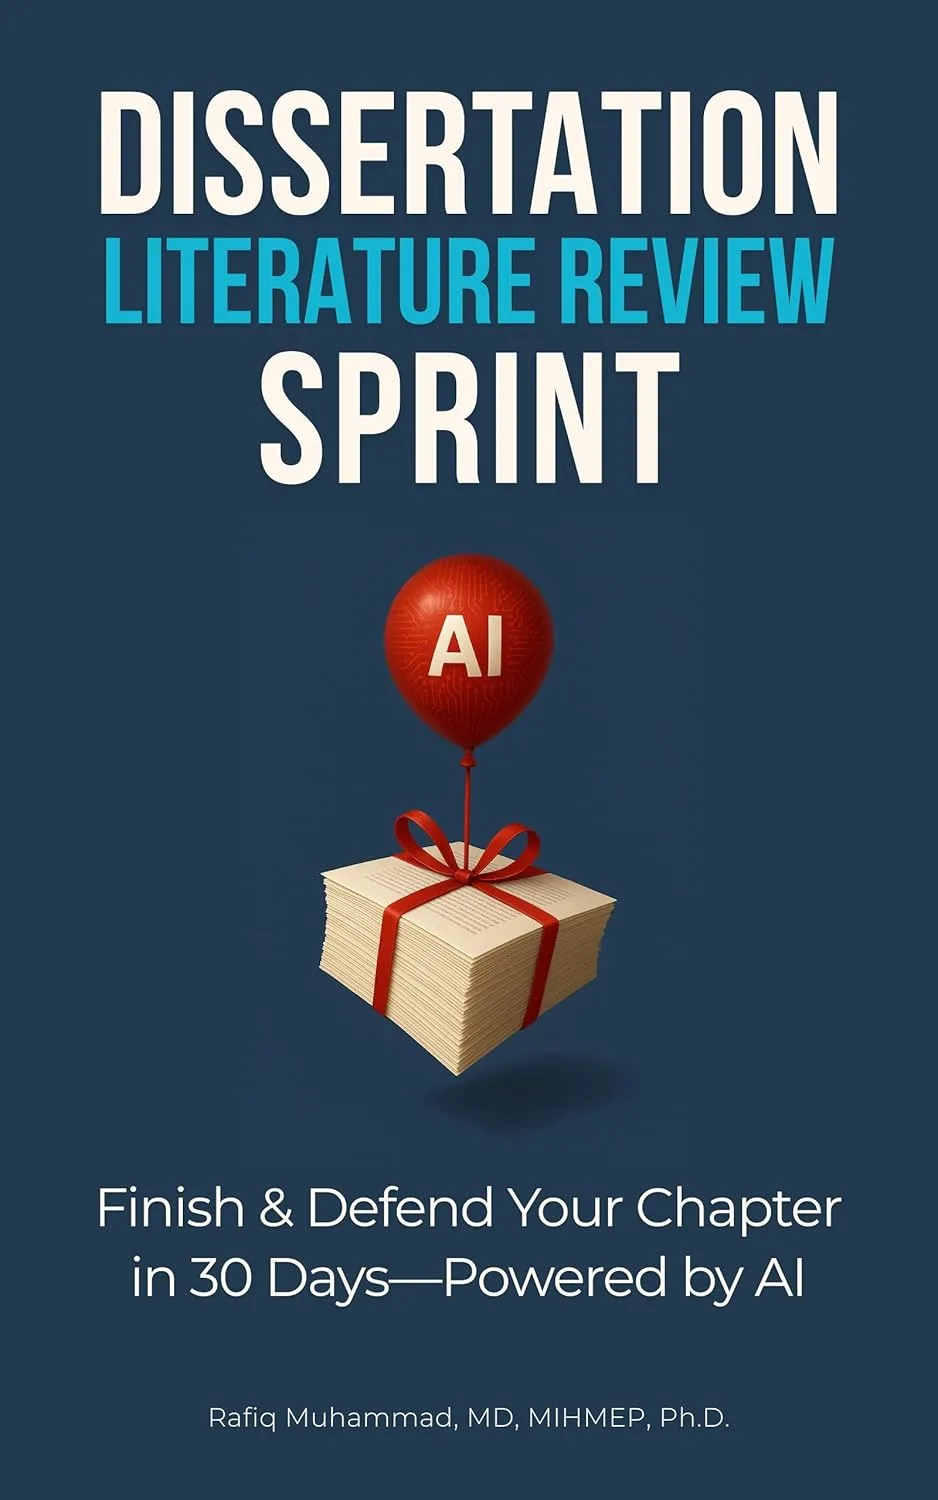 DISSERTATION
LITERATURE REVIEW
SPRINT
AI
Finish & Defend Your Chapter
in 30 Days—Powered by AI
Rafiq Muhammad, MD, MIHMEP, Ph.D.